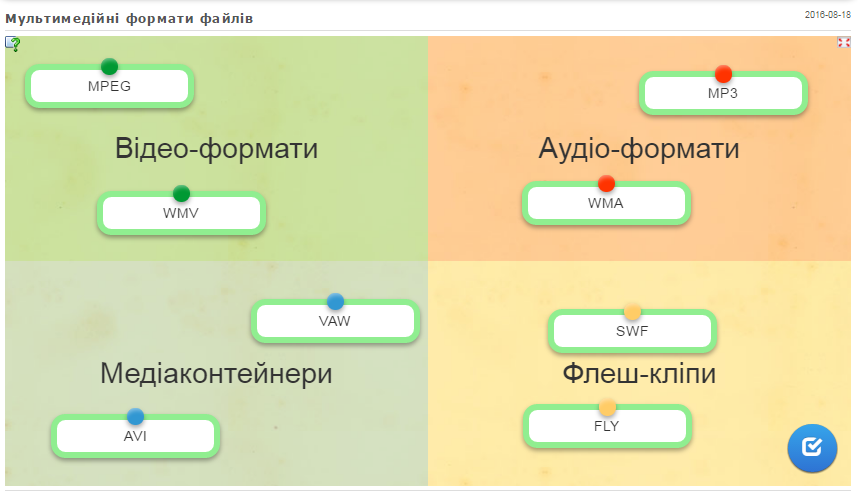 Мультимедійні формати файлів
2016-08-18
MPEG
MP3
Відео-формати
Аудіо-формати
WMV
WMA
VAW
SWF
Медіаконтейнери
Флеш-кліпи
AVI
FLY